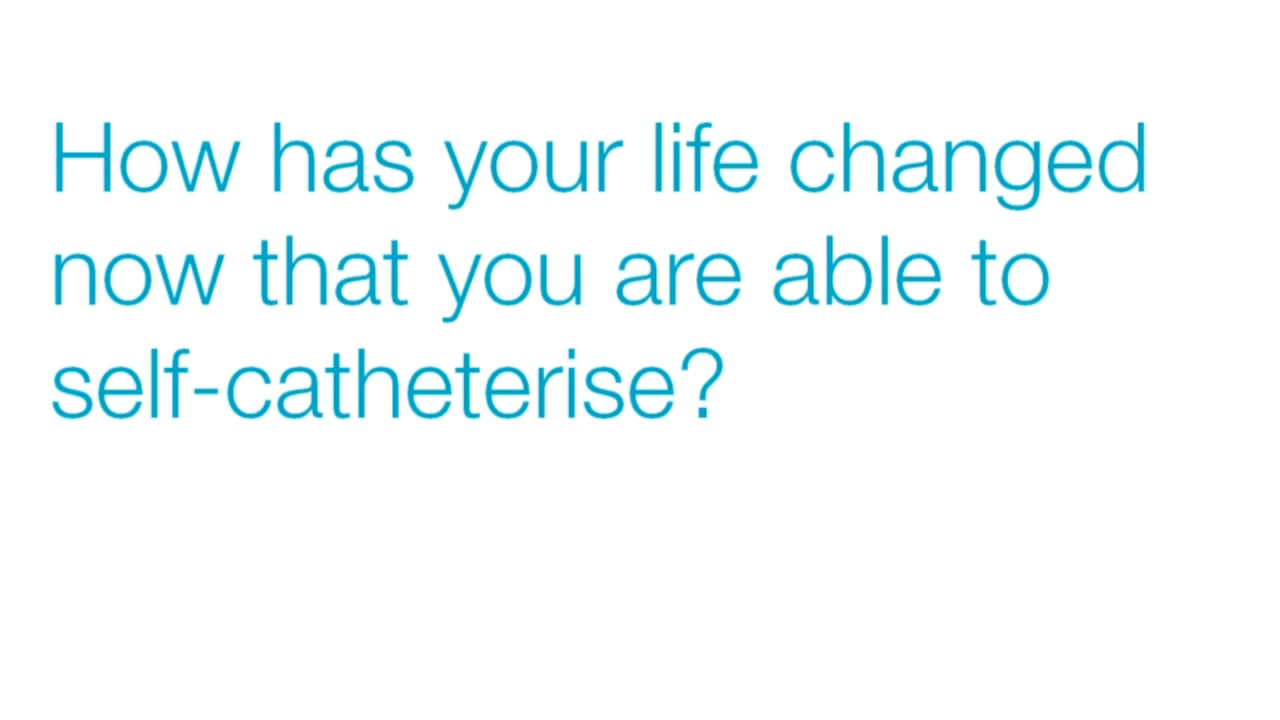 How has your life changed
now that you are able to
self-catheterise?